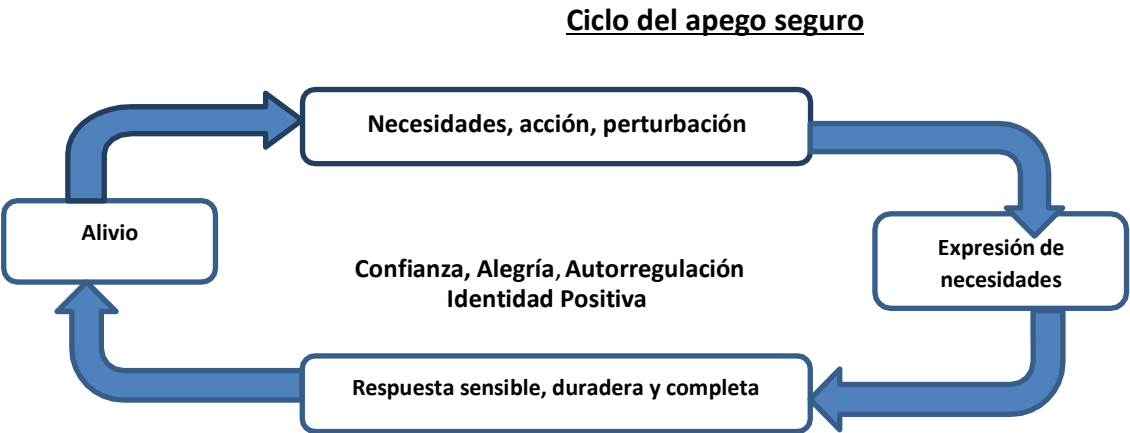 Ciclo del apego seguro
Necesidades, acción, perturbación
Alivio
Expresión de
necesidades
Confianza, Alegría, Autorregulación
Identidad Positiva
Respuesta sensible, duradera y completa